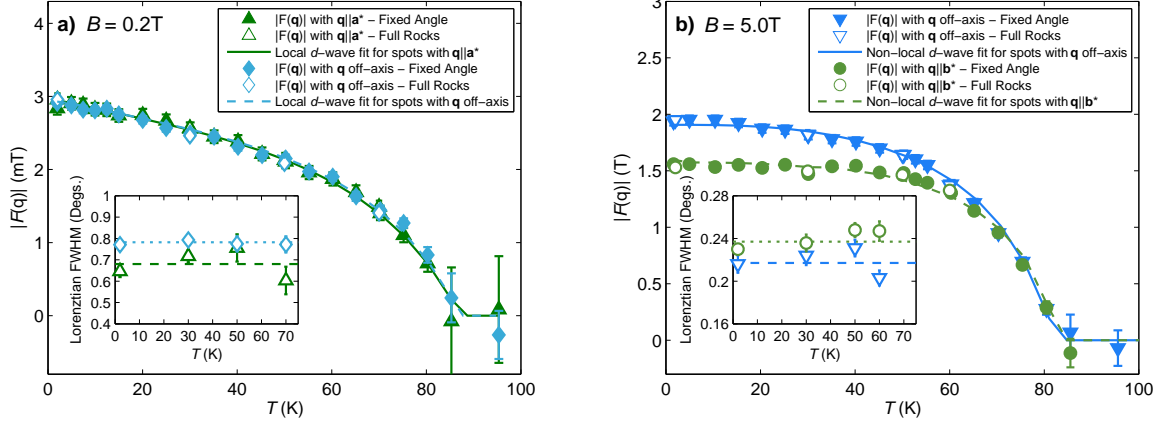 a) B = 0.2T
|F(q)| with q||a* – Fixed Angle
|F(q)| with q||a* – Full Rocks
Local d–wave fit for spots with q||a*
|F(q)| with q off–axis – Fixed Angle
|F(q)| with q off–axis – Full Rocks
Local d–wave fit for spots with q off–axis
|F(q)| (mT)
4
3
2
1
0
Lorenztian FWHM (Degs.)
1
0.9
0.8
0.7
0.6
0.5
0.4
0 10 20 30 40 50 60 70
T (K)
0 20 40 60 80 100
T (K)
b) B = 5.0T
|F(q)| with q off–axis – Fixed Angle
|F(q)| with q off–axis – Full Rocks
Non–local d–wave fit for spots with q off–axis
|F(q)| with q||b* – Fixed Angle
|F(q)| with q||b* – Full Rocks
Non–local d–wave fit for spots with q||b*
|F(q)| (T)
3
2.5
2
1.5
1
0.5
0
Lorenztian FWHM (Degs.)
0.28
0.24
0.2
0.16
0 10 20 30 40 50 60 70
T (K)
0 20 40 60 80 100
T (K)